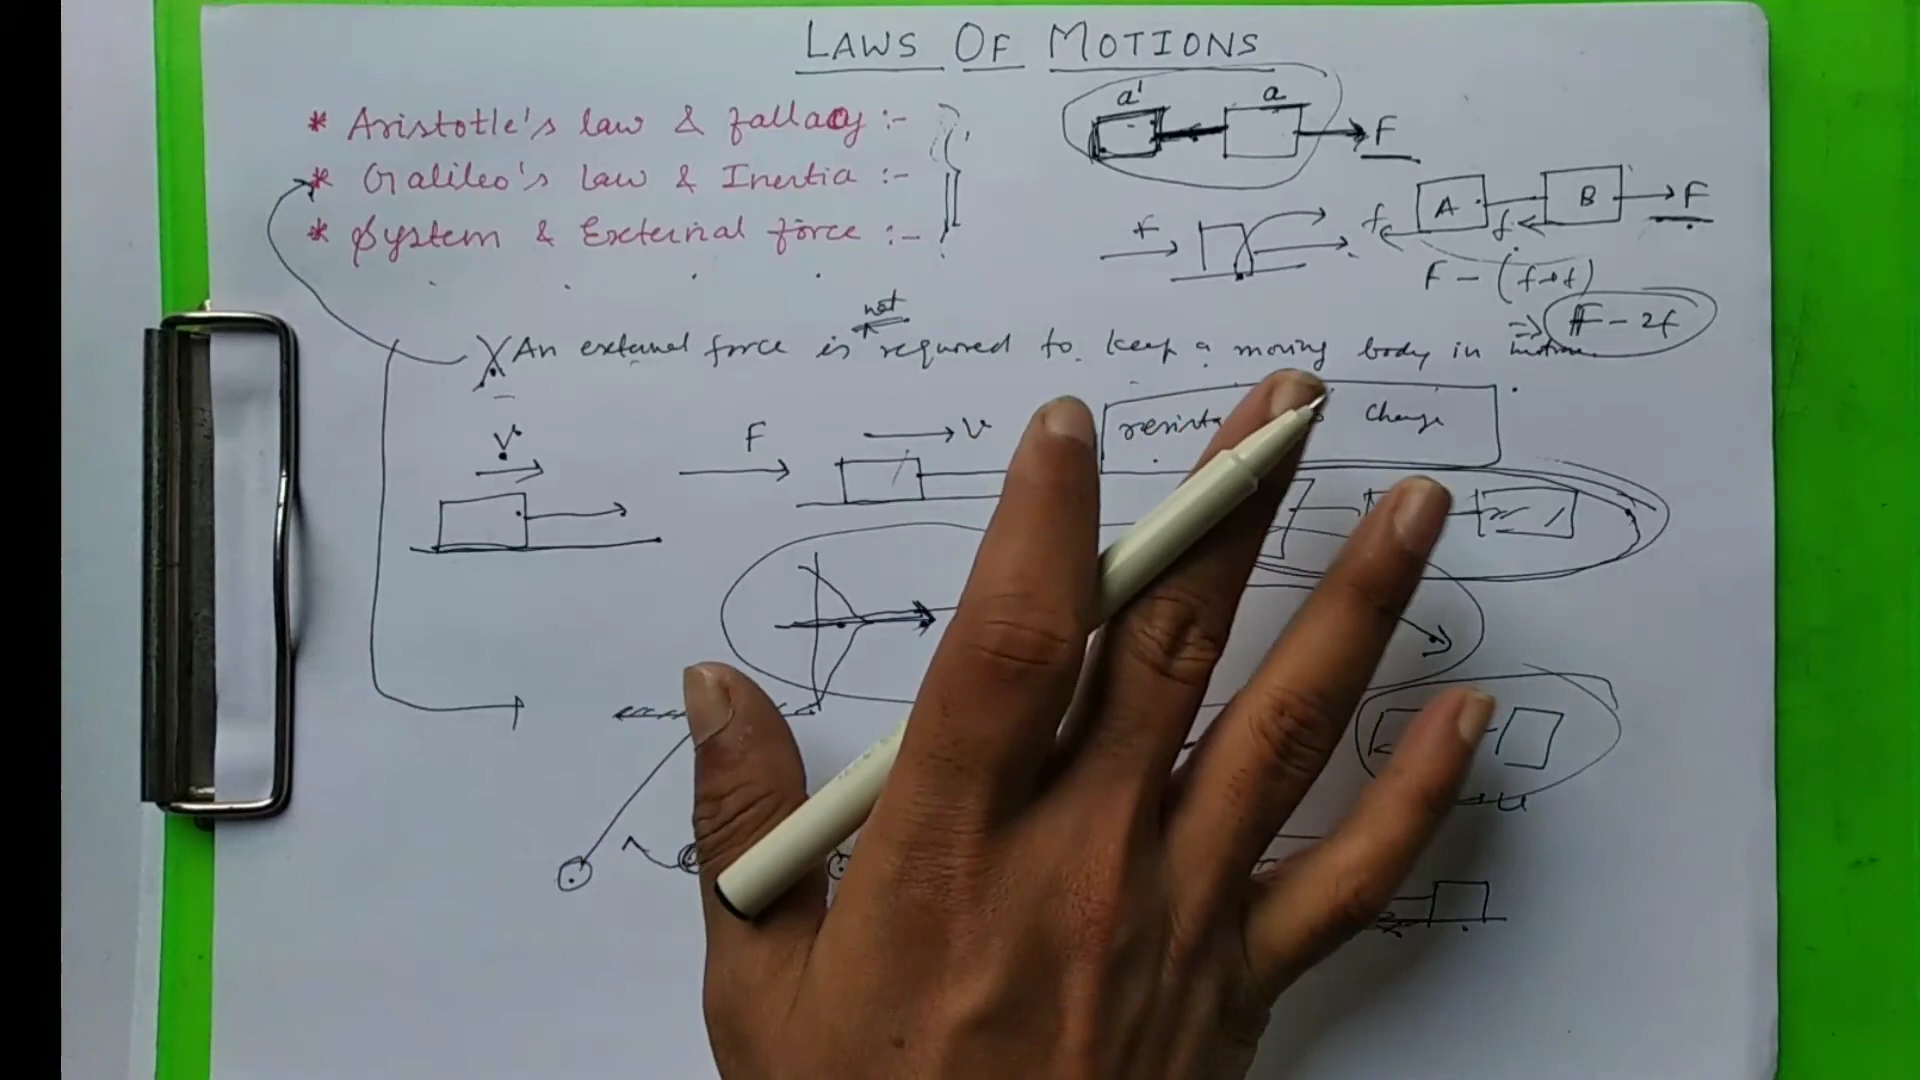 LAWS OF MOTIONS
* Aristotle's law & fallacy :-
* Galileo's law & Inertia :-
* System & External force :-
a' a
F
A B F
f f
F
F - (f+f)
⇒ F - 2f
not
X An external force is required to keep a moving body in motion.
Change
V F V
u